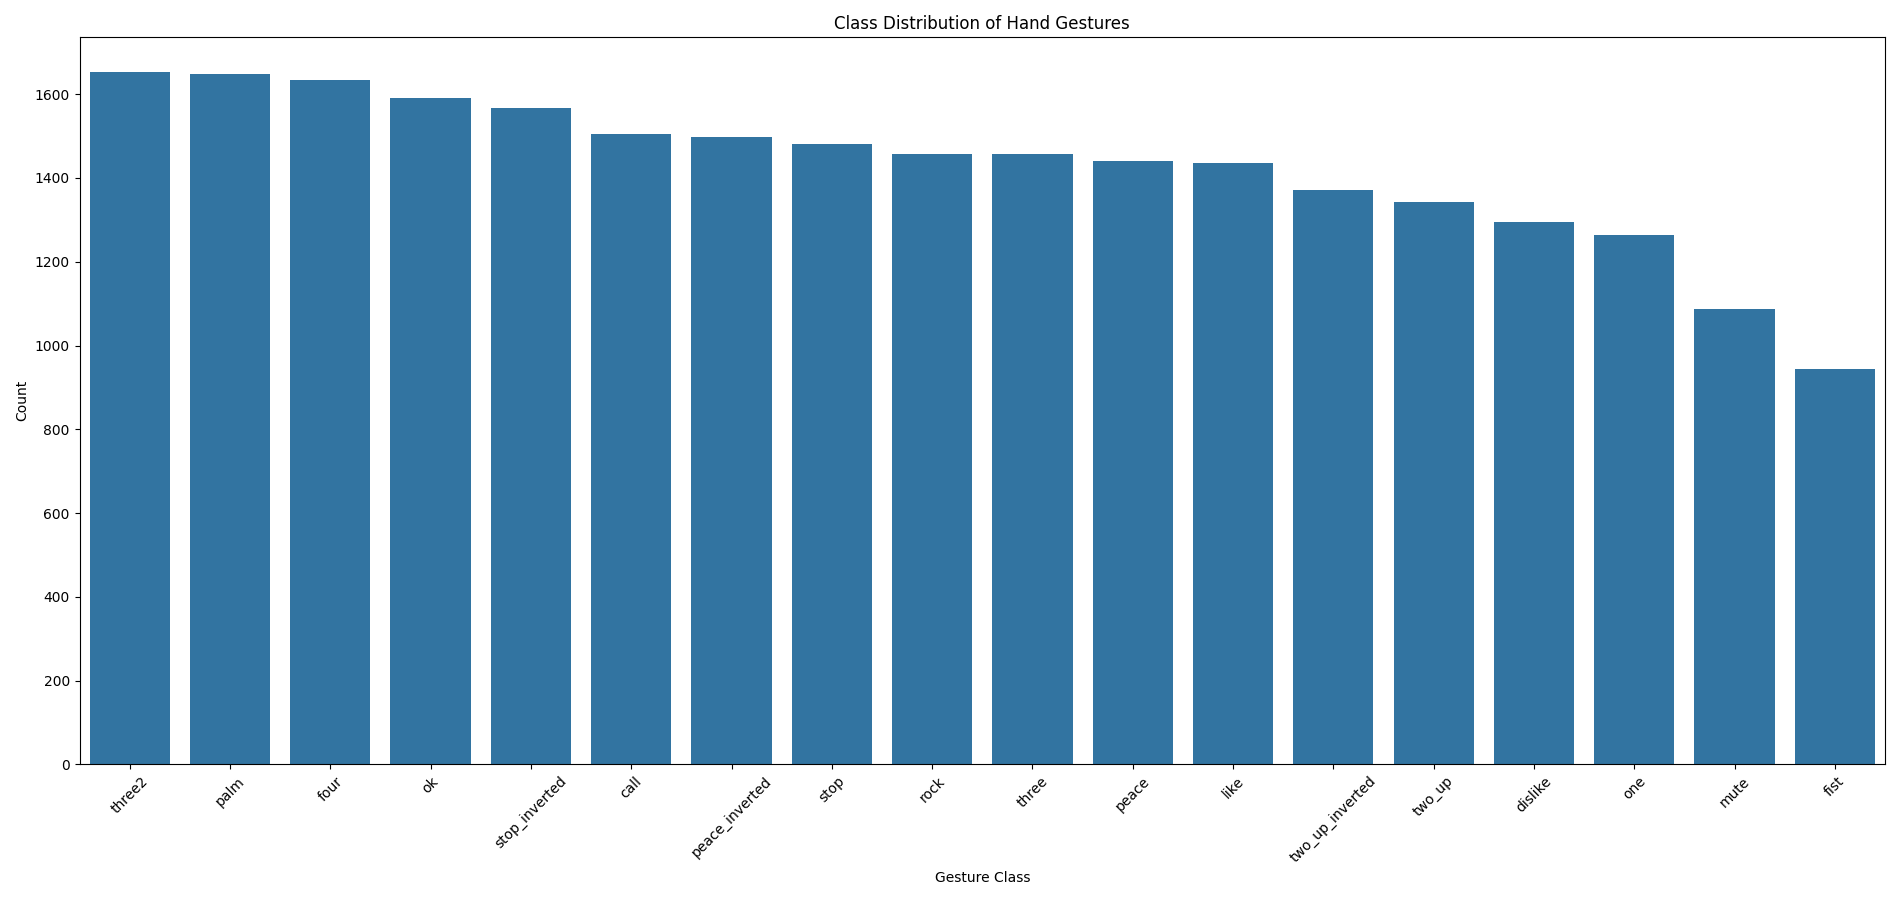 Class Distribution of Hand Gestures
1600
1400
1200
1000
800
600
400
200
0
Count
three2
palm
four
ok
stop_inverted
call
peace_inverted
stop
rock
three
peace
like
two_up_inverted
two_up
dislike
one
mute
fist
Gesture Class